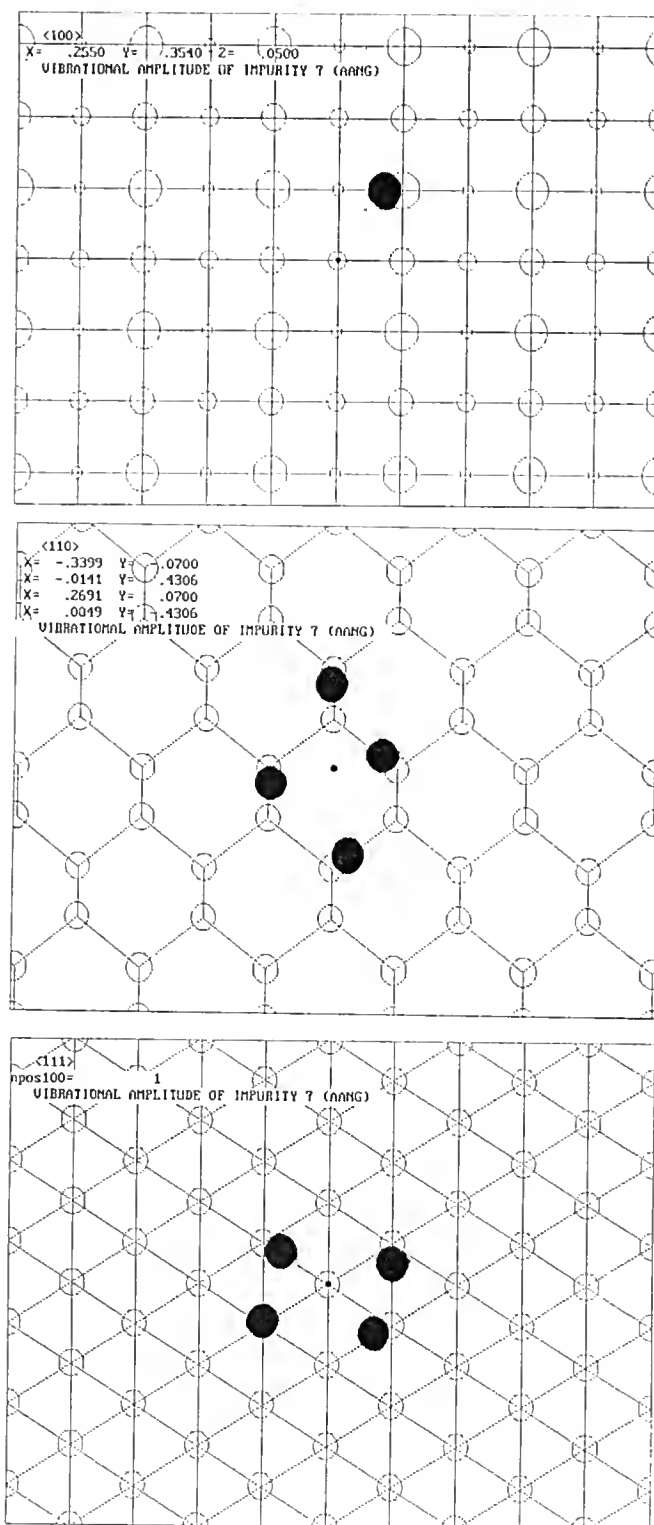 <100>
X= .2550 Y= .3540 Z= .0500
VIBRATIONAL AMPLITUDE OF IMPURITY 7 (AANG)
<110>
X= -.3399 Y= -.0700
X= -.0141 Y= .4306
X= .2691 Y= .0700
X= .0849 Y= -.4306
VIBRATIONAL AMPLITUDE OF IMPURITY 7 (AANG)
<111>
npos100= 1
VIBRATIONAL AMPLITUDE OF IMPURITY 7 (AANG)